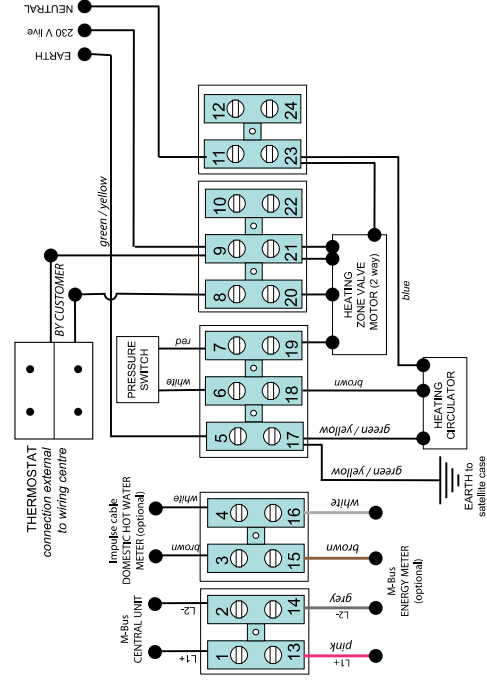 NEUTRAL
230 V live
EARTH
12
24
11
23
green / yellow
10
22
9
21
8
20
BY CUSTOMER
HEATING
ZONE VALVE
MOTOR (2 way)
blue
THERMOSTAT
connection external
to wiring centre
PRESSURE
SWITCH
red
white
7
19
6
18
5
17
brown
green / yellow
green / yellow
HEATING
CIRCULATOR
EARTH to
satellite case
Impulse cable
DOMESTIC HOT WATER
METER (optional)
white
brown
4
16
3
15
white
brown
M-Bus
ENERGY METER
(optional)
M-Bus
CENTRAL UNIT
L2-
L1+
2
14
1
13
grey
L2-
pink
L1+